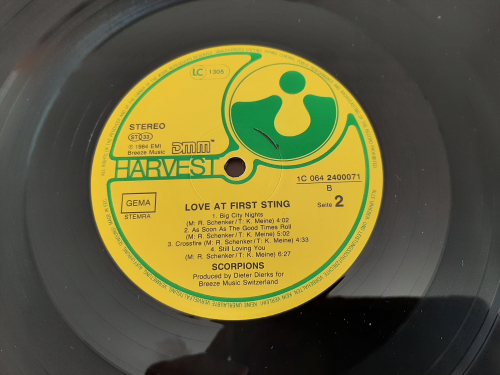 LC 1305
STEREO
ST 33
℗ 1984 EMI
Breeze Music
DMM™
HARVEST
1C 064 2400071
B
GEMA
STEMRA
LOVE AT FIRST STING
Seite 2
1. Big City Nights
(M: R. Schenker/T: K. Meine) 4:02
2. As Soon As The Good Times Roll
(M: R. Schenker/T: K. Meine) 5:02
3. Crossfire (M: R. Schenker/T: K. Meine) 4:33
4. Still Loving You
(M: R. Schenker/T: K. Meine) 6:27
SCORPIONS
Produced by Dieter Dierks for
Breeze Music Switzerland